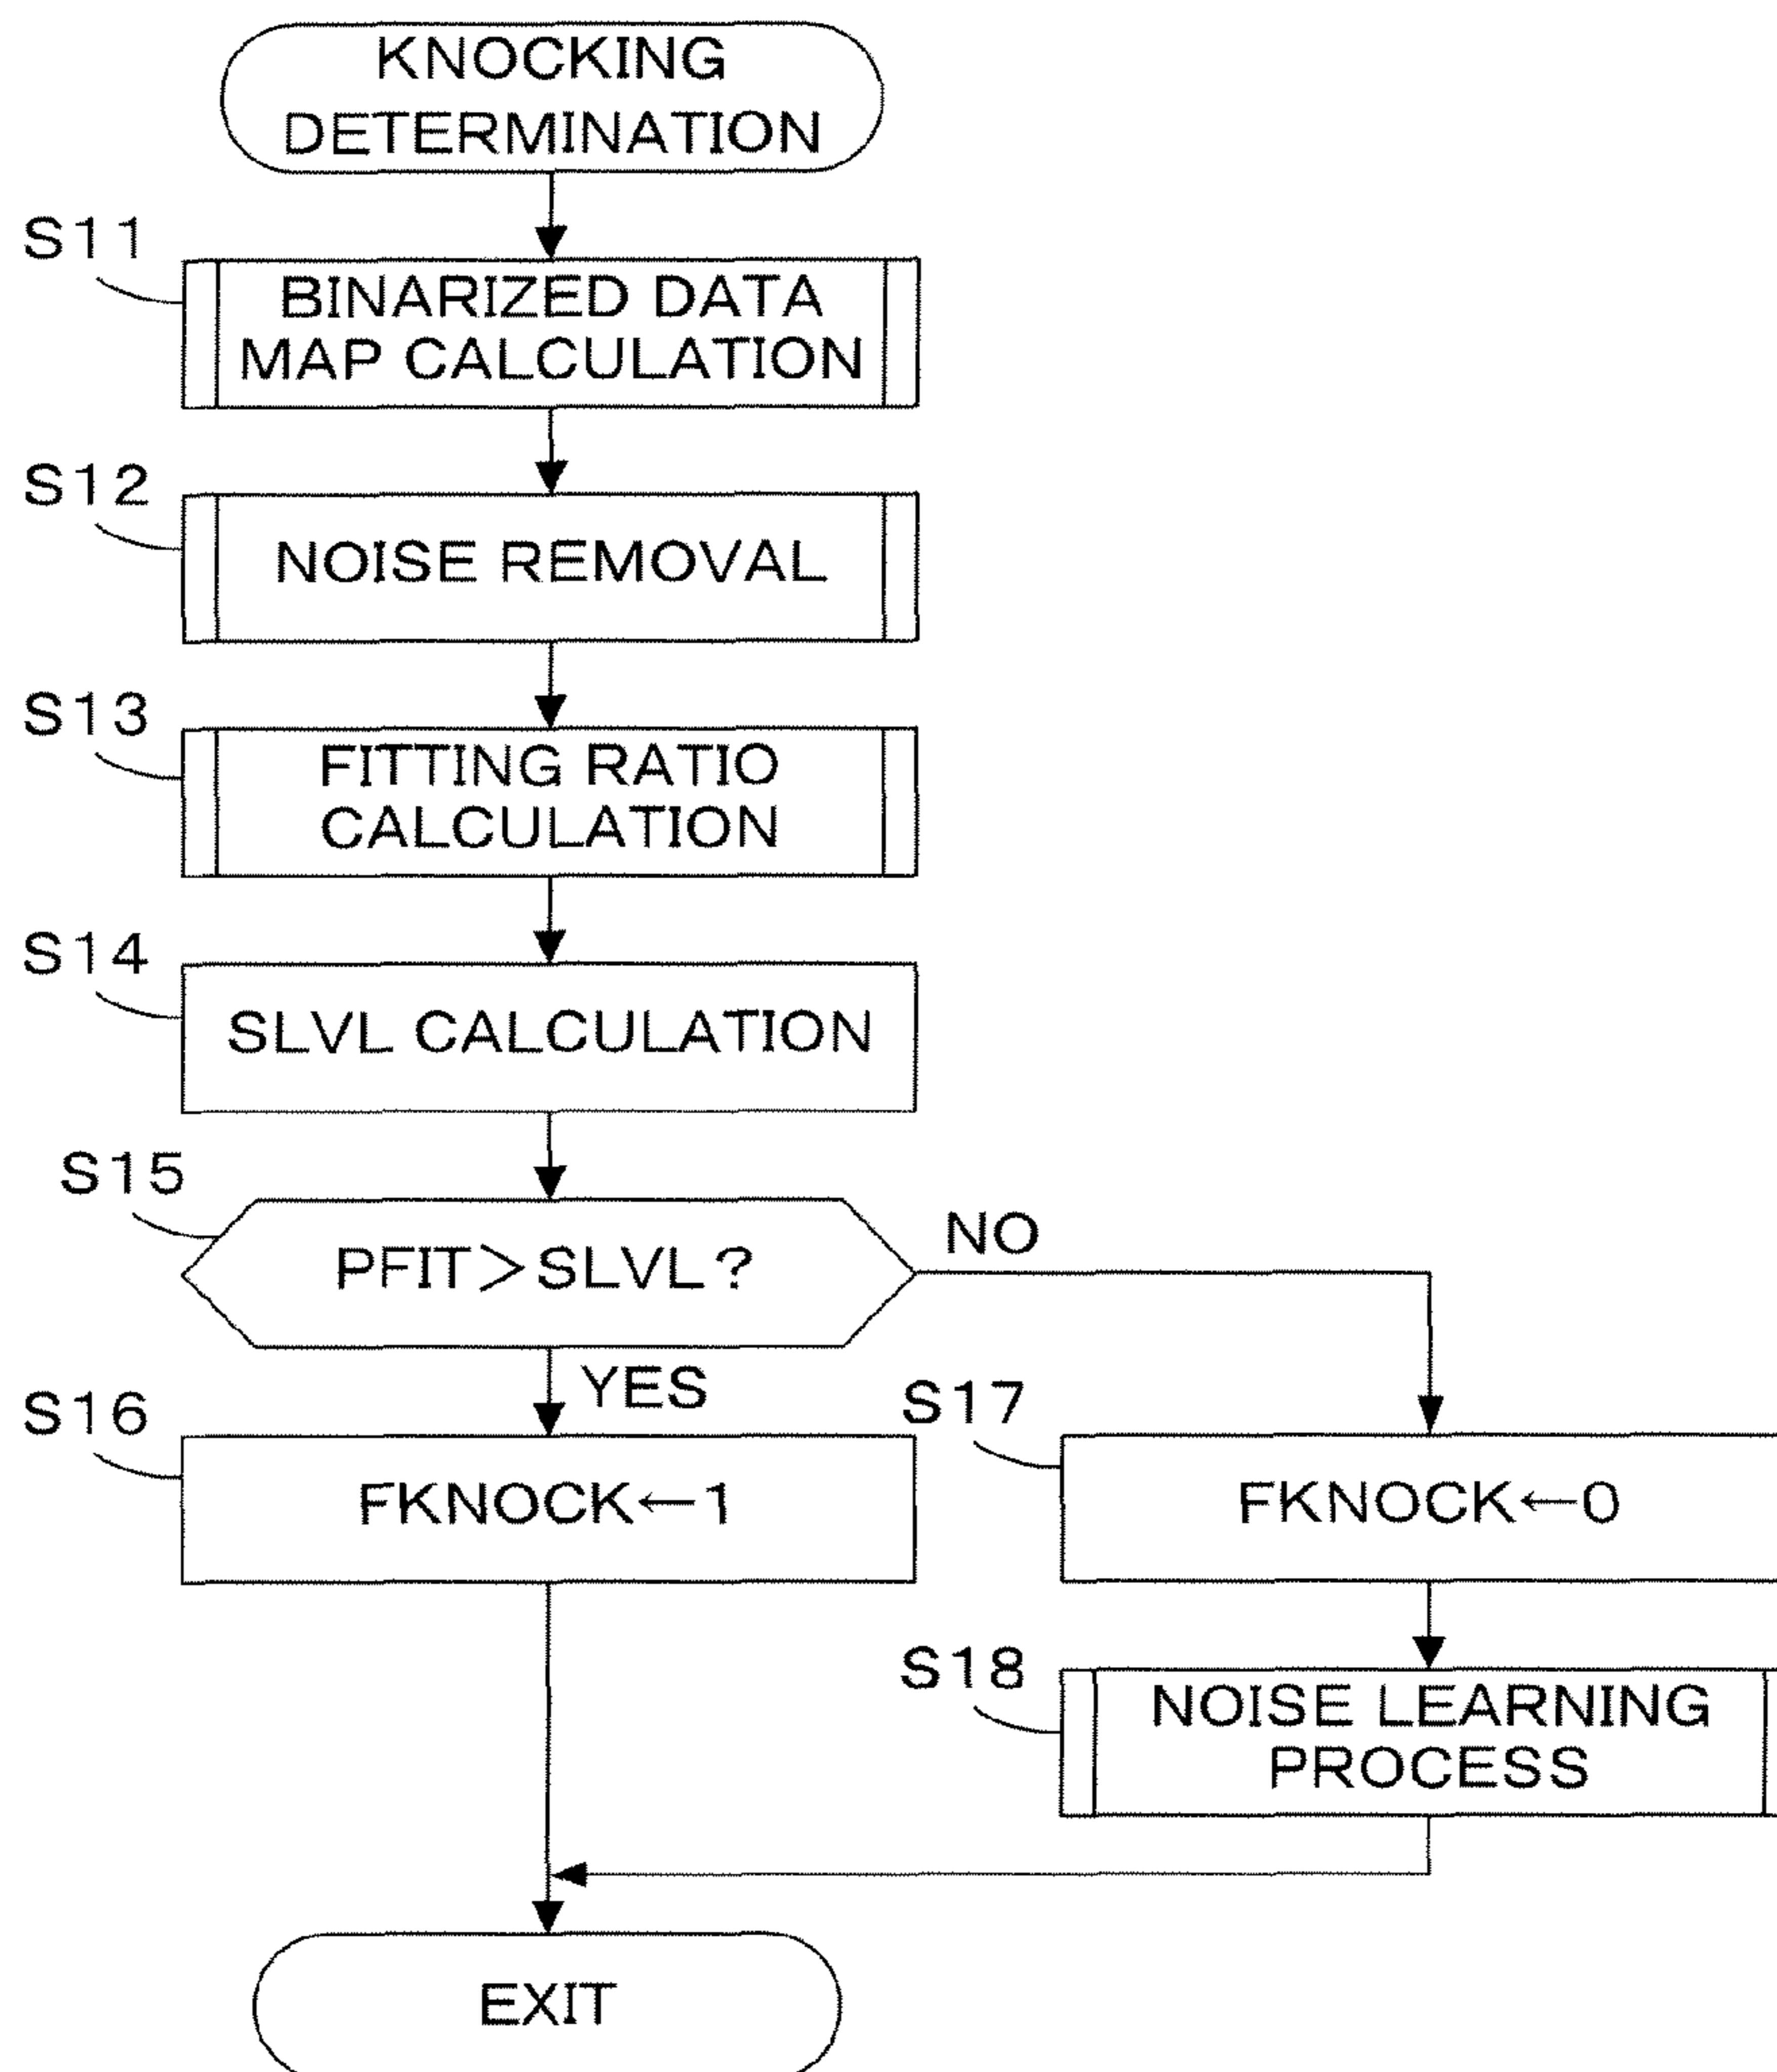 KNOCKING
DETERMINATION
S11
BINARIZED DATA
MAP CALCULATION
S12
NOISE REMOVAL
S13
FITTING RATIO
CALCULATION
S14
SLVL CALCULATION
S15
PFIT>SLVL?
NO
YES
S16
FKNOCK←1
S17
FKNOCK←0
S18
NOISE LEARNING
PROCESS
EXIT